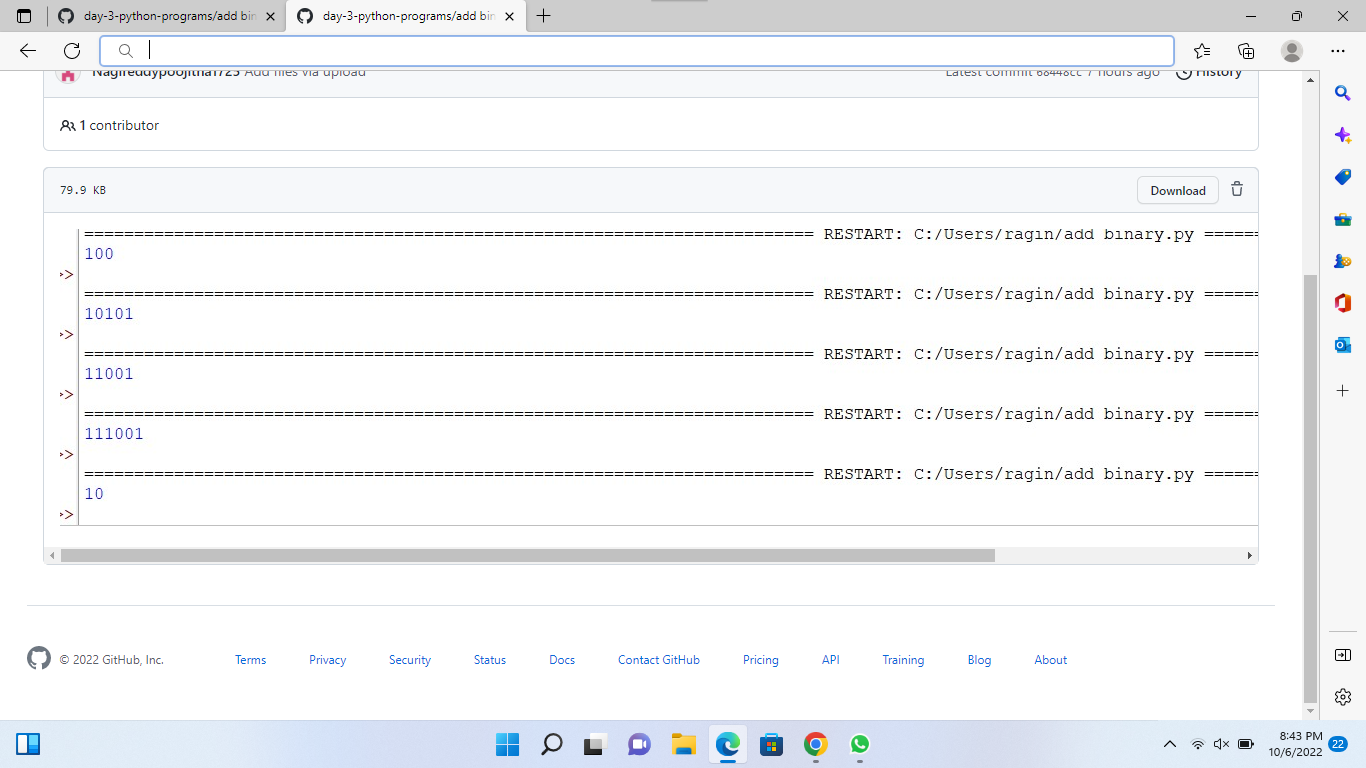 day-3-python-programs/add bin
day-3-python-programs/add bin
Nagireddypoojitha1725 Add files via upload
Latest commit 68448cc 7 hours ago
History
1 contributor
79.9 KB
Download
========================================================================= RESTART: C:/Users/ragin/add binary.py ======
100
>>
========================================================================= RESTART: C:/Users/ragin/add binary.py ======
10101
>>
========================================================================= RESTART: C:/Users/ragin/add binary.py ======
11001
>>
========================================================================= RESTART: C:/Users/ragin/add binary.py ======
111001
>>
========================================================================= RESTART: C:/Users/ragin/add binary.py ======
10
>>
© 2022 GitHub, Inc. Terms Privacy Security Status Docs Contact GitHub Pricing API Training Blog About
8:43 PM
10/6/2022
22